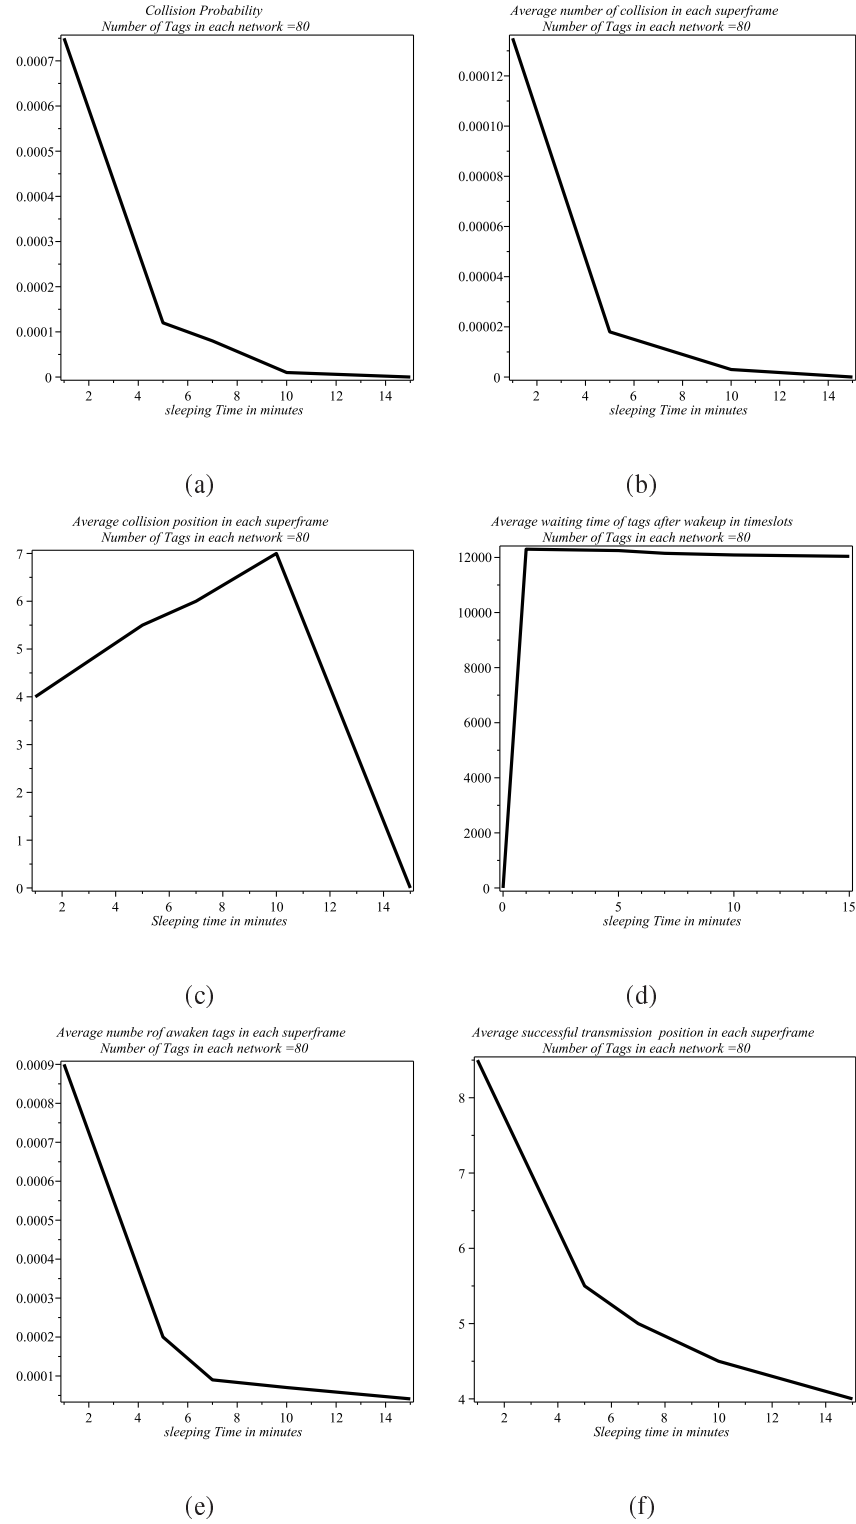 Collision Probability
Number of Tags in each network =80
0.0007
0.0006
0.0005
0.0004
0.0003
0.0002
0.0001
0
2 4 6 8 10 12 14
sleeping Time in minutes
(a)
Average number of collision in each superframe
Number of Tags in each network =80
0.00012
0.00010
0.00008
0.00006
0.00004
0.00002
0
2 4 6 8 10 12 14
sleeping Time in minutes
(b)
Average collision position in each superframe
Number of Tags in each network =80
7
6
5
4
3
2
1
0
2 4 6 8 10 12 14
Sleeping time in minutes
(c)
Average waiting time of tags after wakeup in timeslots
Number of Tags in each network =80
12000
10000
8000
6000
4000
2000
0
0 5 10 15
sleeping Time in minutes
(d)
Average numbe rof awaken tags in each superframe
Number of Tags in each network =80
0.0009
0.0008
0.0007
0.0006
0.0005
0.0004
0.0003
0.0002
0.0001
2 4 6 8 10 12 14
sleeping Time in minutes
(e)
Average successful transmission position in each superframe
Number of Tags in each network =80
8
7
6
5
4
2 4 6 8 10 12 14
Sleeping time in minutes
(f)